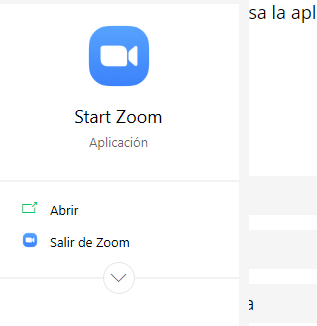 sa la apl
Start Zoom
Aplicación
Abrir
Salir de Zoom
a